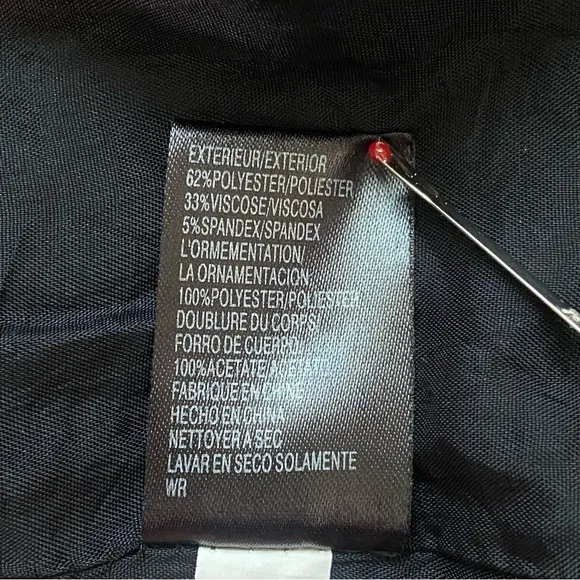 EXTERIEUR/EXTERIOR
62%POLYESTER/POLIESTER
33%VISCOSE/VISCOSA
5%SPANDEX/SPANDEX
L'ORMEMENTATION/
LA ORNAMENTACION
100%POLYESTER/POLIESTER
DOUBLURE DU CORPS
FORRO DE CUERPO
100%ACETATE/ACETATO
FABRIQUE EN CHINE
HECHO EN CHINA
NETTOYER A SEC
LAVAR EN SECO SOLAMENTE
WR